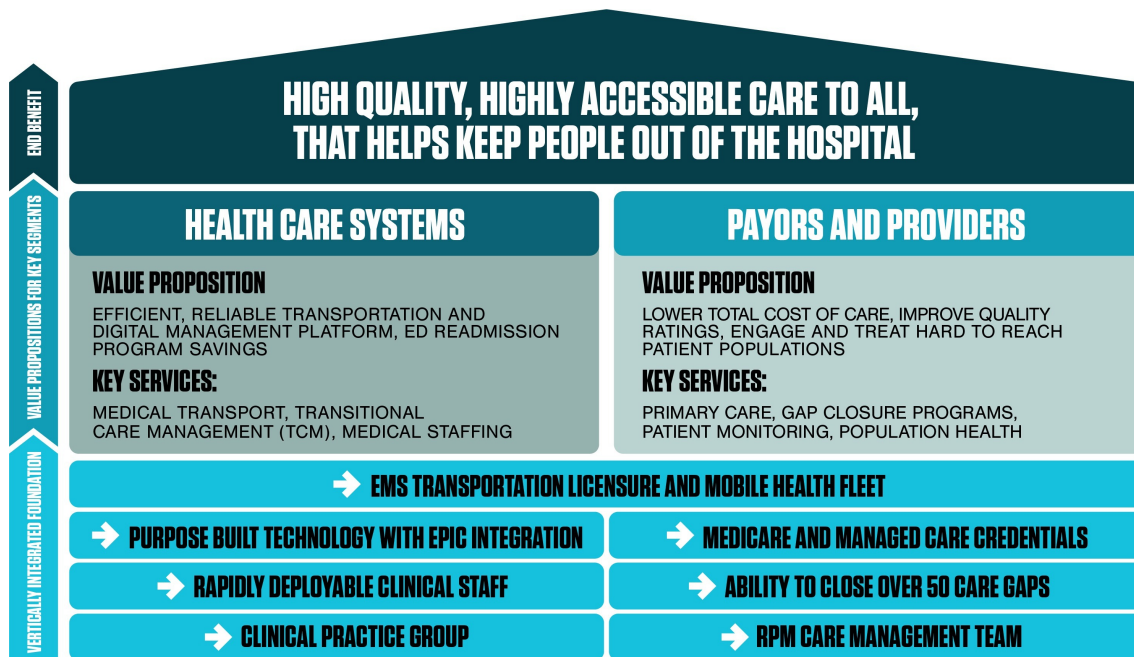 HIGH QUALITY, HIGHLY ACCESSIBLE CARE TO ALL,
THAT HELPS KEEP PEOPLE OUT OF THE HOSPITAL
END BENEFIT
VALUE PROPOSITIONS FOR KEY SEGMENTS
HEALTH CARE SYSTEMS
VALUE PROPOSITION
EFFICIENT, RELIABLE TRANSPORTATION AND
DIGITAL MANAGEMENT PLATFORM, ED READMISSION
PROGRAM SAVINGS
KEY SERVICES:
MEDICAL TRANSPORT, TRANSITIONAL
CARE MANAGEMENT (TCM), MEDICAL STAFFING
PAYORS AND PROVIDERS
VALUE PROPOSITION
LOWER TOTAL COST OF CARE, IMPROVE QUALITY
RATINGS, ENGAGE AND TREAT HARD TO REACH
PATIENT POPULATIONS
KEY SERVICES:
PRIMARY CARE, GAP CLOSURE PROGRAMS,
PATIENT MONITORING, POPULATION HEALTH
VERTICALLY INTEGRATED FOUNDATION
→ EMS TRANSPORTATION LICENSURE AND MOBILE HEALTH FLEET
→ PURPOSE BUILT TECHNOLOGY WITH EPIC INTEGRATION
→ MEDICARE AND MANAGED CARE CREDENTIALS
→ RAPIDLY DEPLOYABLE CLINICAL STAFF
→ ABILITY TO CLOSE OVER 50 CARE GAPS
→ CLINICAL PRACTICE GROUP
→ RPM CARE MANAGEMENT TEAM